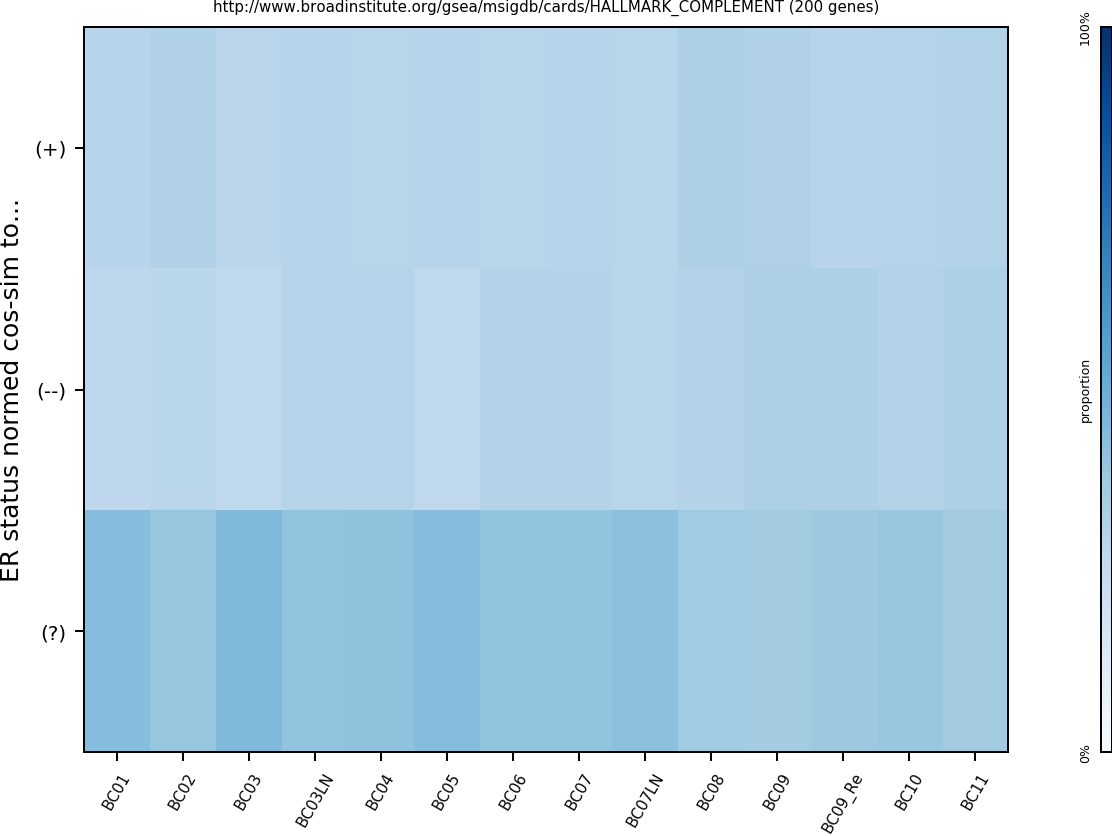 http://www.broadinstitute.org/gsea/msigdb/cards/HALLMARK_COMPLEMENT (200 genes)
ER status normed cos-sim to...
(+)
(--)
(?)
BC01
BC02
BC03
BC03LN
BC04
BC05
BC06
BC07
BC07LN
BC08
BC09
BC09_Re
BC10
BC11
100%
proportion
0%